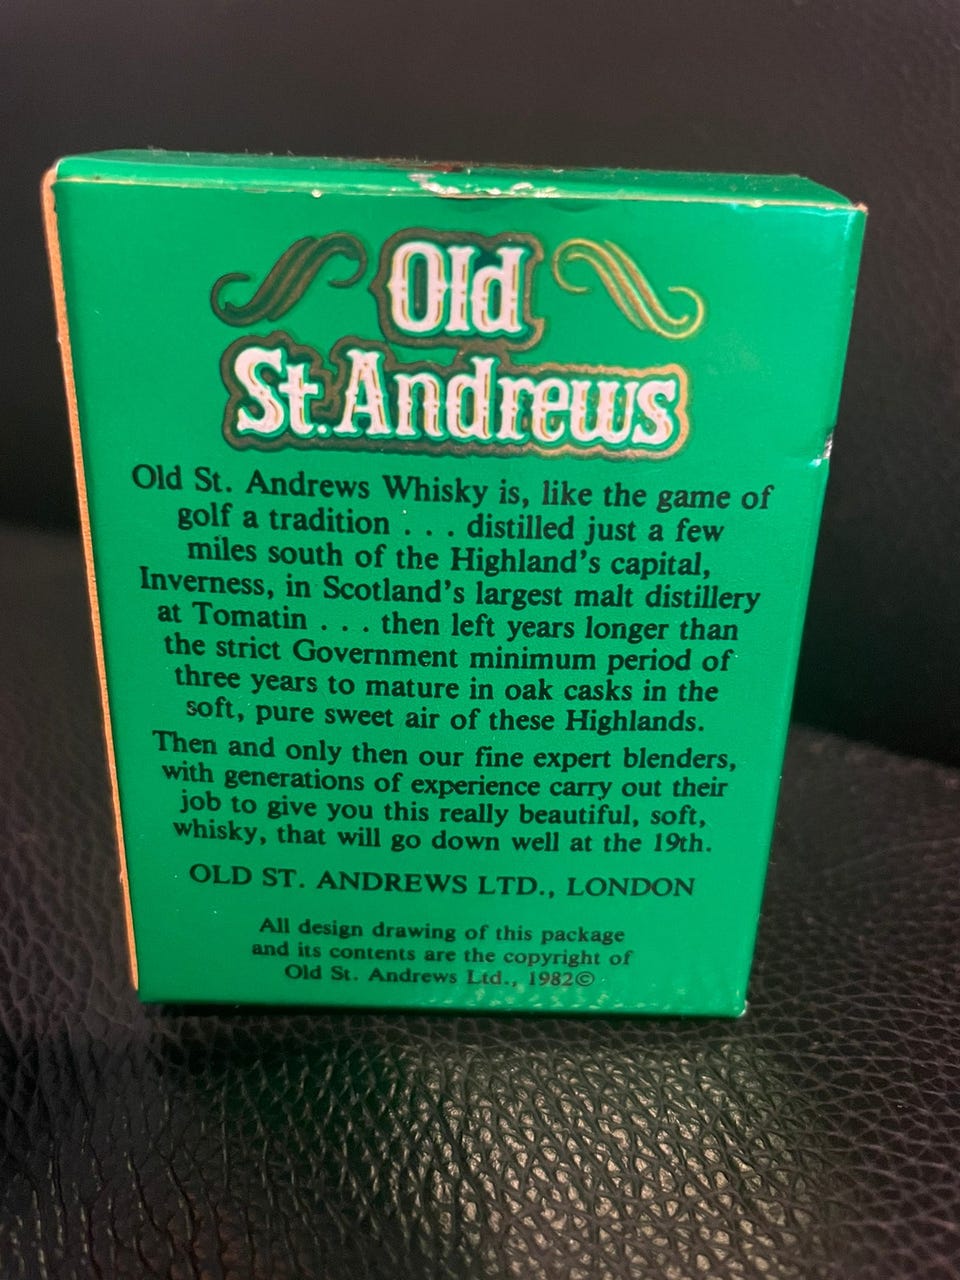 Old
St. Andrews
Old St. Andrews Whisky is, like the game of
golf a tradition . . . distilled just a few
miles south of the Highland's capital,
Inverness, in Scotland's largest malt distillery
at Tomatin . . . then left years longer than
the strict Government minimum period of
three years to mature in oak casks in the
soft, pure sweet air of these Highlands.
Then and only then our fine expert blenders,
with generations of experience carry out their
job to give you this really beautiful, soft,
whisky, that will go down well at the 19th.
OLD ST. ANDREWS LTD., LONDON
All design drawing of this package
and its contents are the copyright of
Old St. Andrews Ltd., 1982©